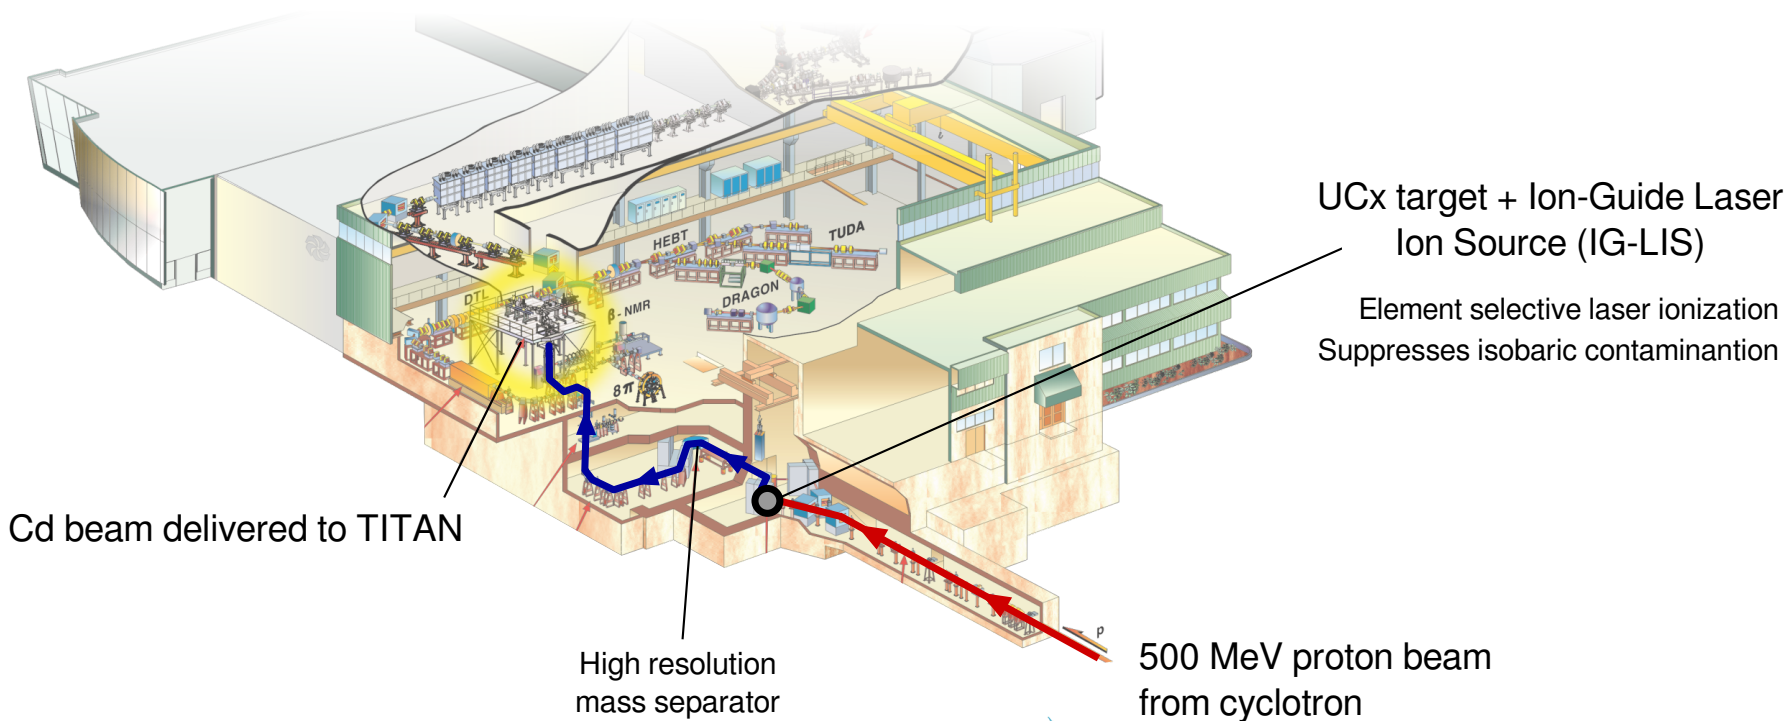 UCx target + Ion-Guide Laser
Ion Source (IG-LIS)
Element selective laser ionization
Suppresses isobaric contaminantion
HEBT
TUDA
DRAGON
DTL
β-NMR
8π
Cd beam delivered to TITAN
High resolution
mass separator
p
500 MeV proton beam
from cyclotron